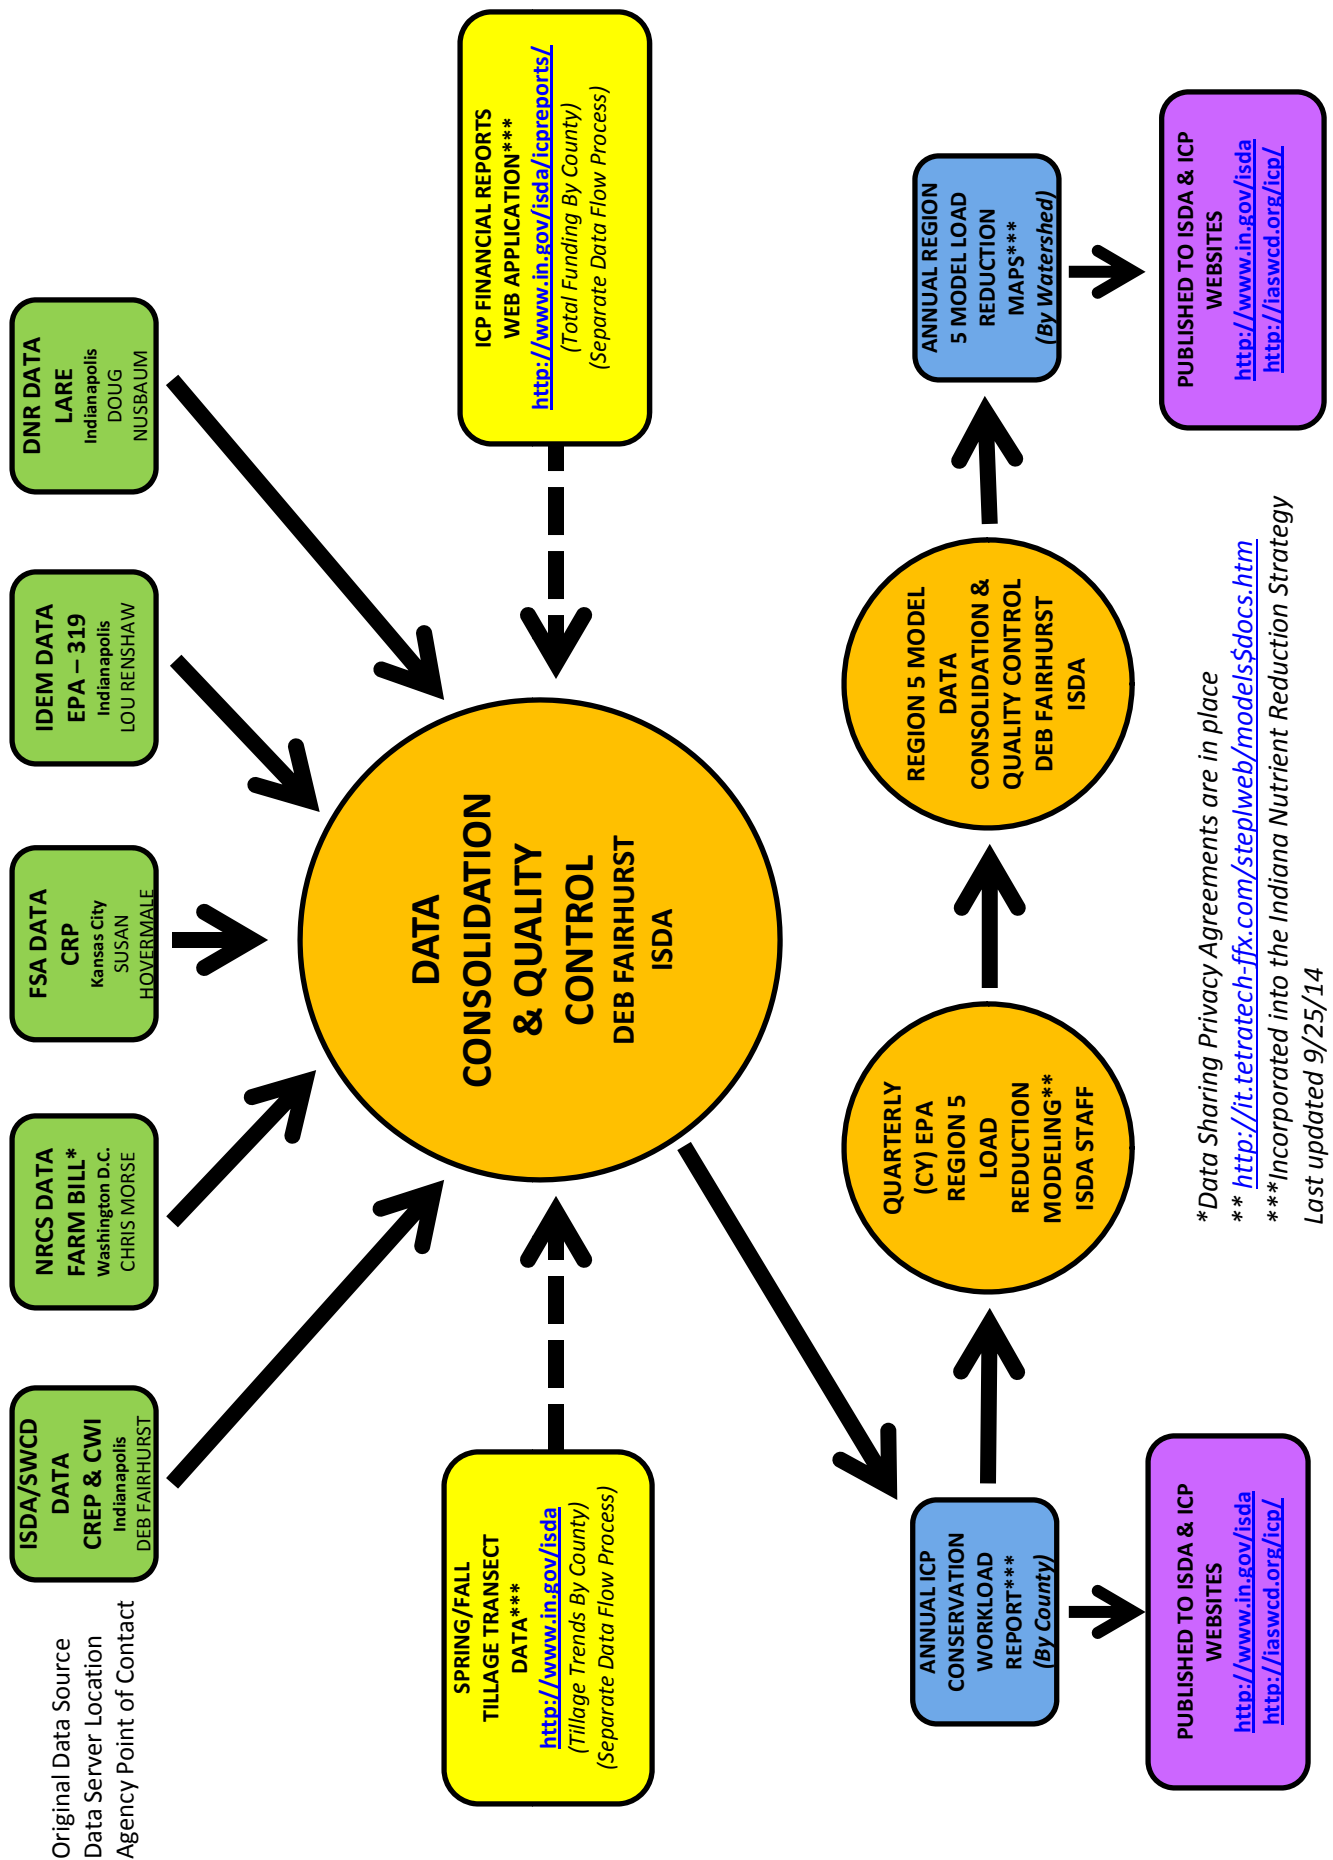 Original Data Source
Data Server Location
Agency Point of Contact
ISDA/SWCD
DATA
CREP & CWI
Indianapolis
DEB FAIRHURST
NRCS DATA
FARM BILL*
Washington D.C.
CHRIS MORSE
FSA DATA
CRP
Kansas City
SUSAN
HOVERMALE
IDEM DATA
EPA – 319
Indianapolis
LOU RENSHAW
DNR DATA
LARE
Indianapolis
DOUG
NUSBAUM
SPRING/FALL
TILLAGE TRANSECT
DATA***
http://www.in.gov/isda
(Tillage Trends By County)
(Separate Data Flow Process)
DATA
CONSOLIDATION
& QUALITY
CONTROL
DEB FAIRHURST
ISDA
ICP FINANCIAL REPORTS
WEB APPLICATION***
http://www.in.gov/isda/icpreports/
(Total Funding By County)
(Separate Data Flow Process)
ANNUAL ICP
CONSERVATION
WORKLOAD
REPORT***
(By County)
QUARTERLY
(CY) EPA
REGION 5
LOAD
REDUCTION
MODELING**
ISDA STAFF
REGION 5 MODEL
DATA
CONSOLIDATION &
QUALITY CONTROL
DEB FAIRHURST
ISDA
ANNUAL REGION
5 MODEL LOAD
REDUCTION
MAPS***
(By Watershed)
PUBLISHED TO ISDA & ICP
WEBSITES
http://www.in.gov/isda
http://iaswcd.org/icp/
PUBLISHED TO ISDA & ICP
WEBSITES
http://www.in.gov/isda
http://iaswcd.org/icp/
*Data Sharing Privacy Agreements are in place
** http://it.tetratech-ffx.com/steplweb/models$docs.htm
***Incorporated into the Indiana Nutrient Reduction Strategy
Last updated 9/25/14